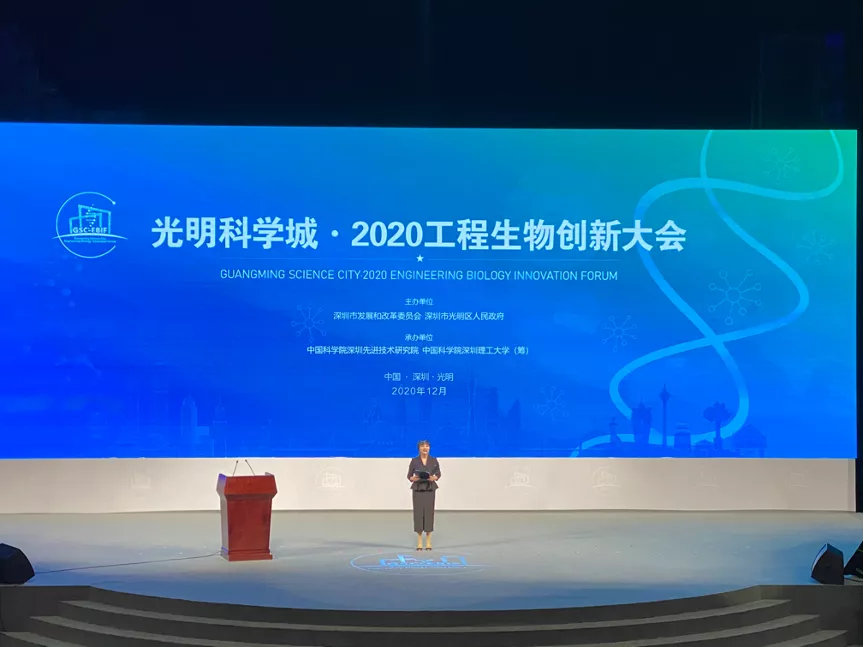 GSC-EBIF
光明科学城·2020工程生物创新大会
GUANGMING SCIENCE CITY·2020 ENGINEERING BIOLOGY INNOVATION FORUM
主办单位
深圳市发展和改革委员会 深圳市光明区人民政府
承办单位
中国科学院深圳先进技术研究院 中国科学院深圳理工大学（筹）
中国·深圳·光明
2020年12月